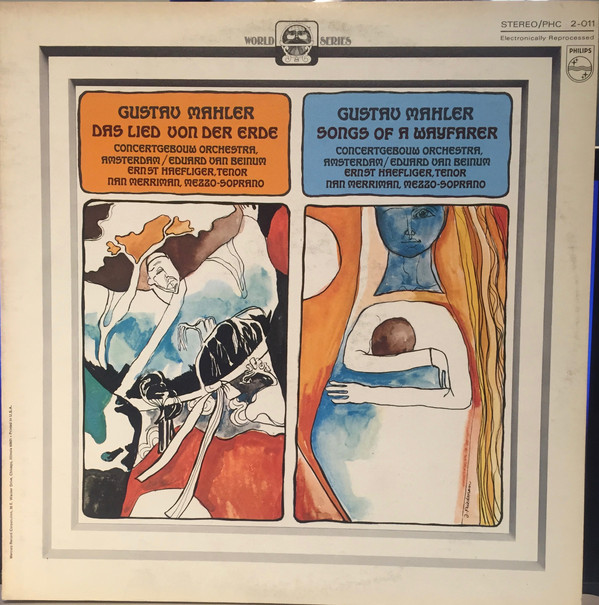 WORLD SERIES
STEREO/PHC 2-011
Electronically Reprocessed
PHILIPS
GUSTAV MAHLER
DAS LIED VON DER ERDE
CONCERTGEBOUW ORCHESTRA,
AMSTERDAM/EDUARD VAN BEINUM
ERNST HAEFLIGER, TENOR
NAN MERRIMAN, MEZZO-SOPRANO
GUSTAV MAHLER
SONGS OF A WAYFARER
CONCERTGEBOUW ORCHESTRA,
AMSTERDAM/EDUARD VAN BEINUM
ERNST HAEFLIGER, TENOR
NAN MERRIMAN, MEZZO-SOPRANO